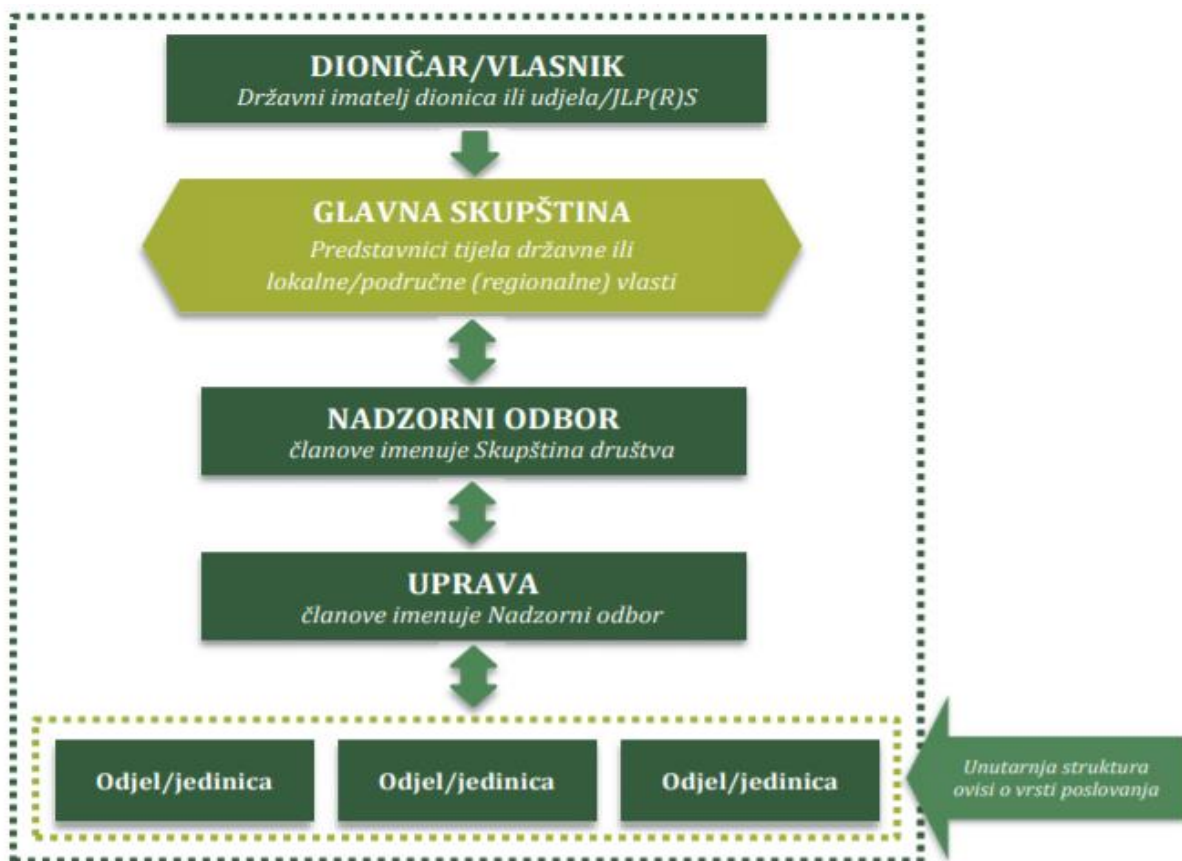 DIONIČAR/VLASNIK
Državni imatelj dionica ili udjela/JLP(R)S
GLAVNA SKUPŠTINA
Predstavnici tijela državne ili
lokalne/područne (regionalne) vlasti
NADZORNI ODBOR
članove imenuje Skupština društva
UPRAVA
članove imenuje Nadzorni odbor
Odjel/jedinica
Odjel/jedinica
Odjel/jedinica
Unutarnja struktura
ovisi o vrsti poslovanja